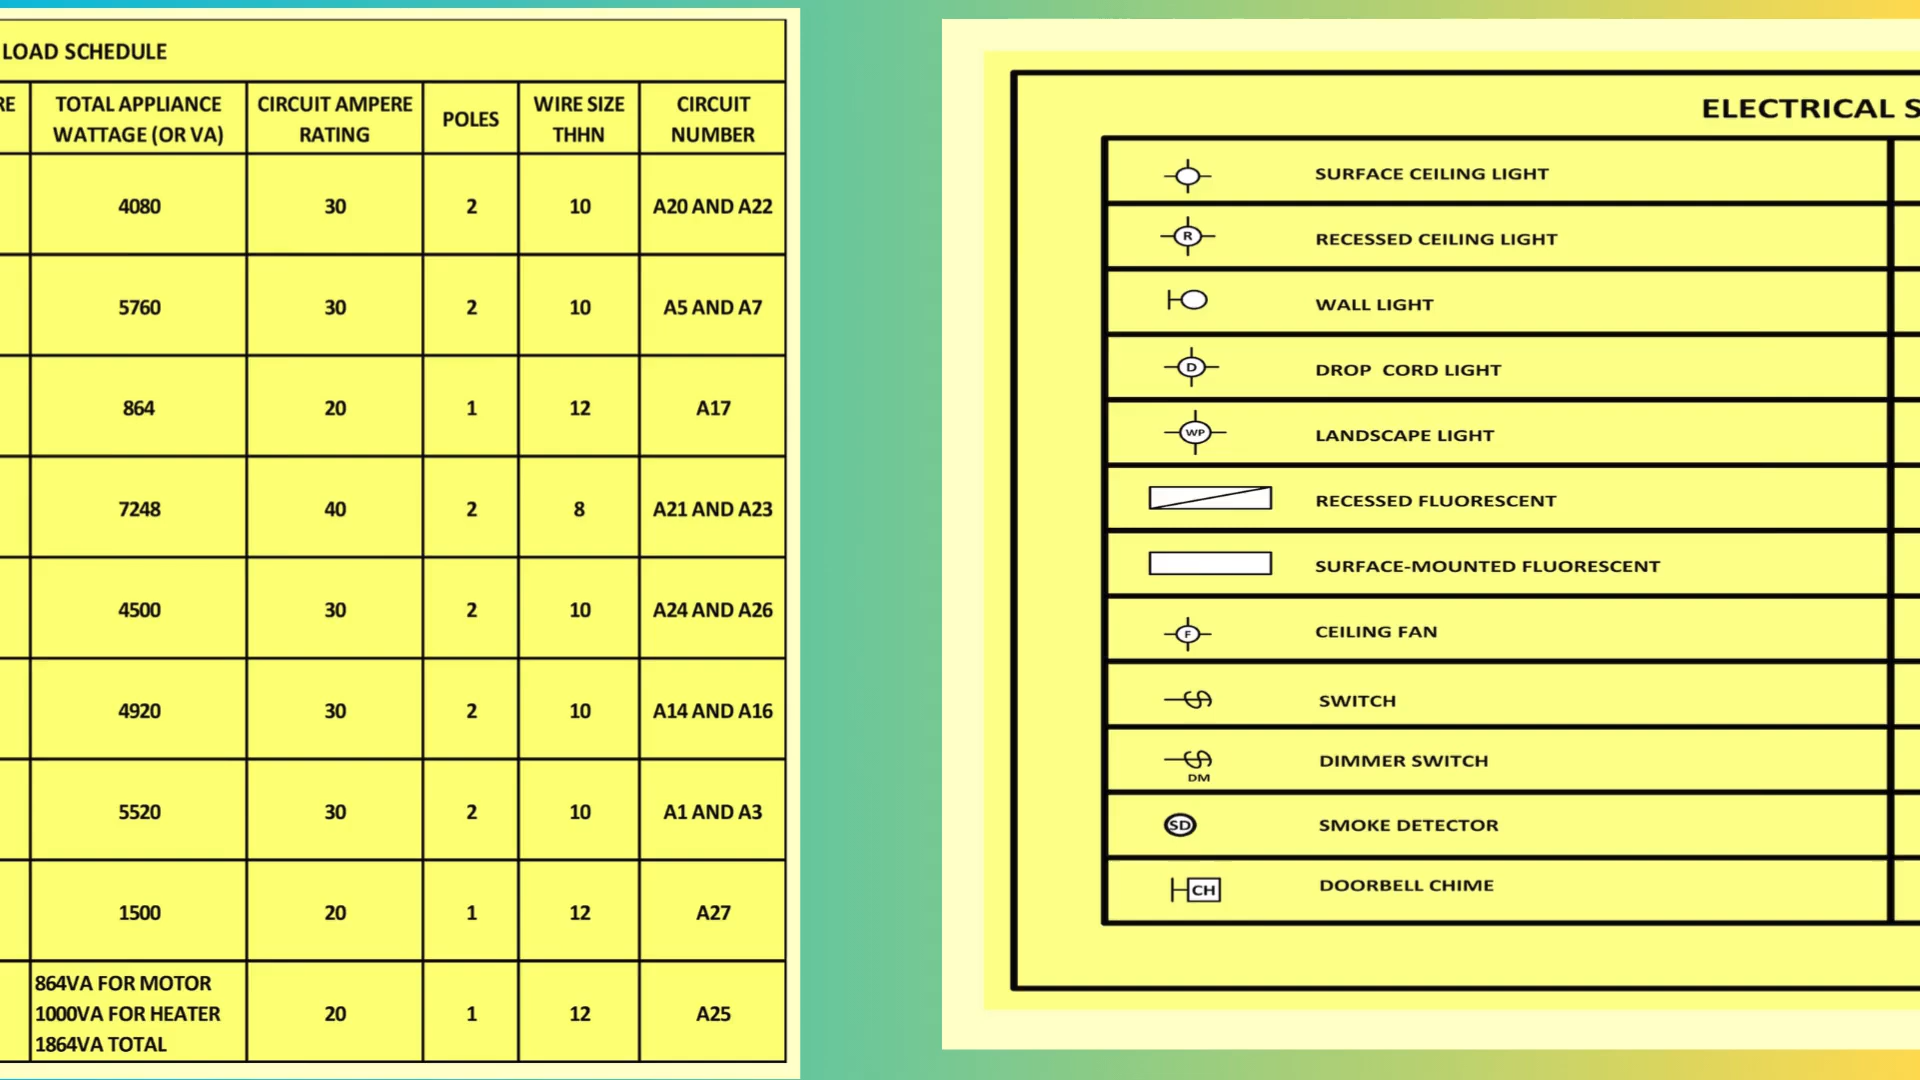 LOAD SCHEDULE
RE
TOTAL APPLIANCE
WATTAGE (OR VA)
CIRCUIT AMPERE
RATING
POLES
WIRE SIZE
THHN
CIRCUIT
NUMBER
4080 30 2 10 A20 AND A22
5760 30 2 10 A5 AND A7
864 20 1 12 A17
7248 40 2 8 A21 AND A23
4500 30 2 10 A24 AND A26
4920 30 2 10 A14 AND A16
5520 30 2 10 A1 AND A3
1500 20 1 12 A27
864VA FOR MOTOR
1000VA FOR HEATER
1864VA TOTAL
20 1 12 A25
ELECTRICAL S
SURFACE CEILING LIGHT
R RECESSED CEILING LIGHT
WALL LIGHT
D DROP CORD LIGHT
WP LANDSCAPE LIGHT
RECESSED FLUORESCENT
SURFACE-MOUNTED FLUORESCENT
F CEILING FAN
S SWITCH
S DIMMER SWITCH
DM
SD SMOKE DETECTOR
CH DOORBELL CHIME